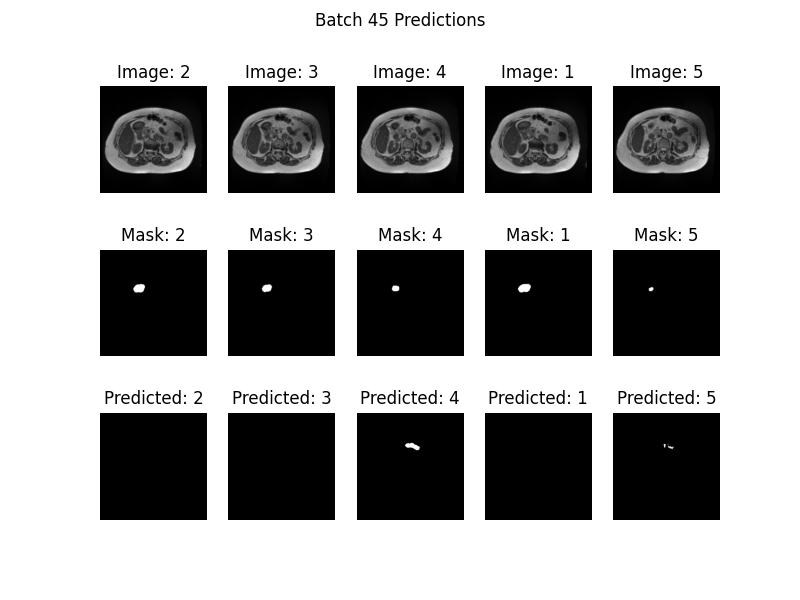 Batch 45 Predictions
Image: 2 Image: 3 Image: 4 Image: 1 Image: 5
Mask: 2 Mask: 3 Mask: 4 Mask: 1 Mask: 5
Predicted: 2 Predicted: 3 Predicted: 4 Predicted: 1 Predicted: 5